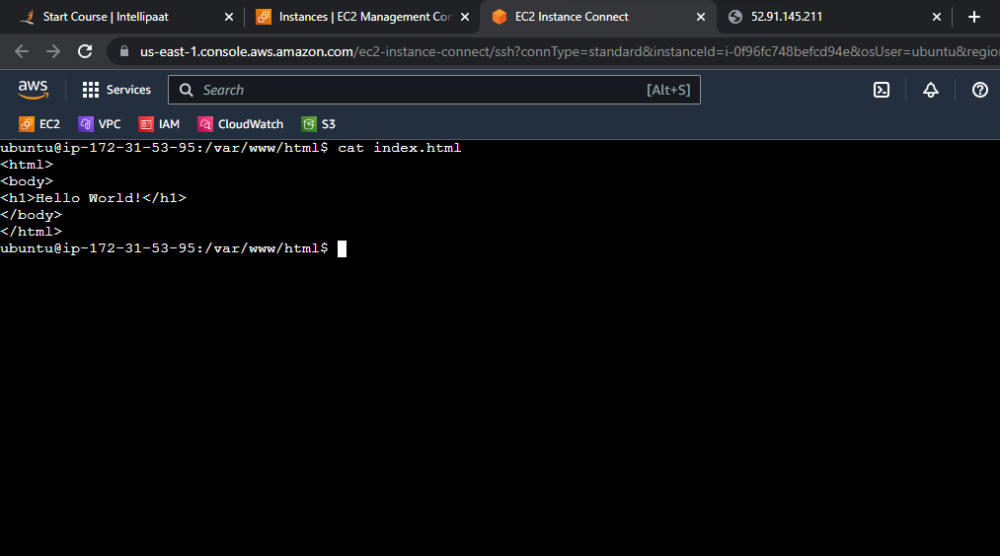 Start Course | Intellipaat
Instances | EC2 Management Con
EC2 Instance Connect
52.91.145.211
us-east-1.console.aws.amazon.com/ec2-instance-connect/ssh?connType=standard&instanceId=i-0f96fc748befcd94e&osUser=ubuntu&regio
aws
Services
Search
[Alt+S]
EC2
VPC
IAM
CloudWatch
S3
ubuntu@ip-172-31-53-95:/var/www/html$ cat index.html
<html>
<body>
<h1>Hello World!</h1>
</body>
</html>
ubuntu@ip-172-31-53-95:/var/www/html$